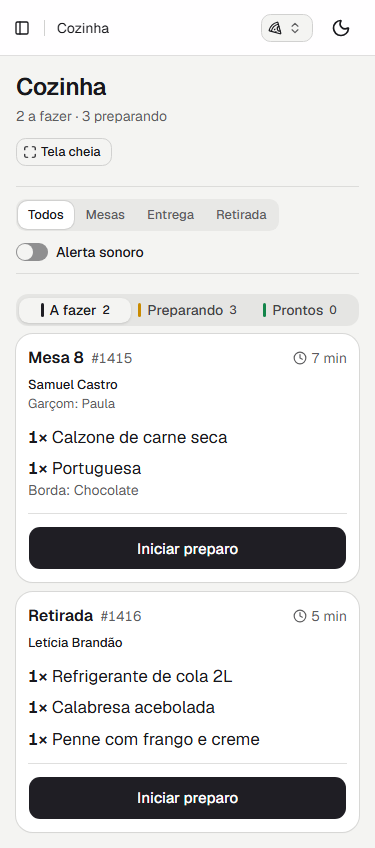 Cozinha
Cozinha
2 a fazer · 3 preparando
Tela cheia
Todos Mesas Entrega Retirada
Alerta sonoro
A fazer 2 Preparando 3 Prontos 0
Mesa 8 #1415 7 min
Samuel Castro
Garçom: Paula
1× Calzone de carne seca
1× Portuguesa
Borda: Chocolate
Iniciar preparo
Retirada #1416 5 min
Letícia Brandão
1× Refrigerante de cola 2L
1× Calabresa acebolada
1× Penne com frango e creme
Iniciar preparo